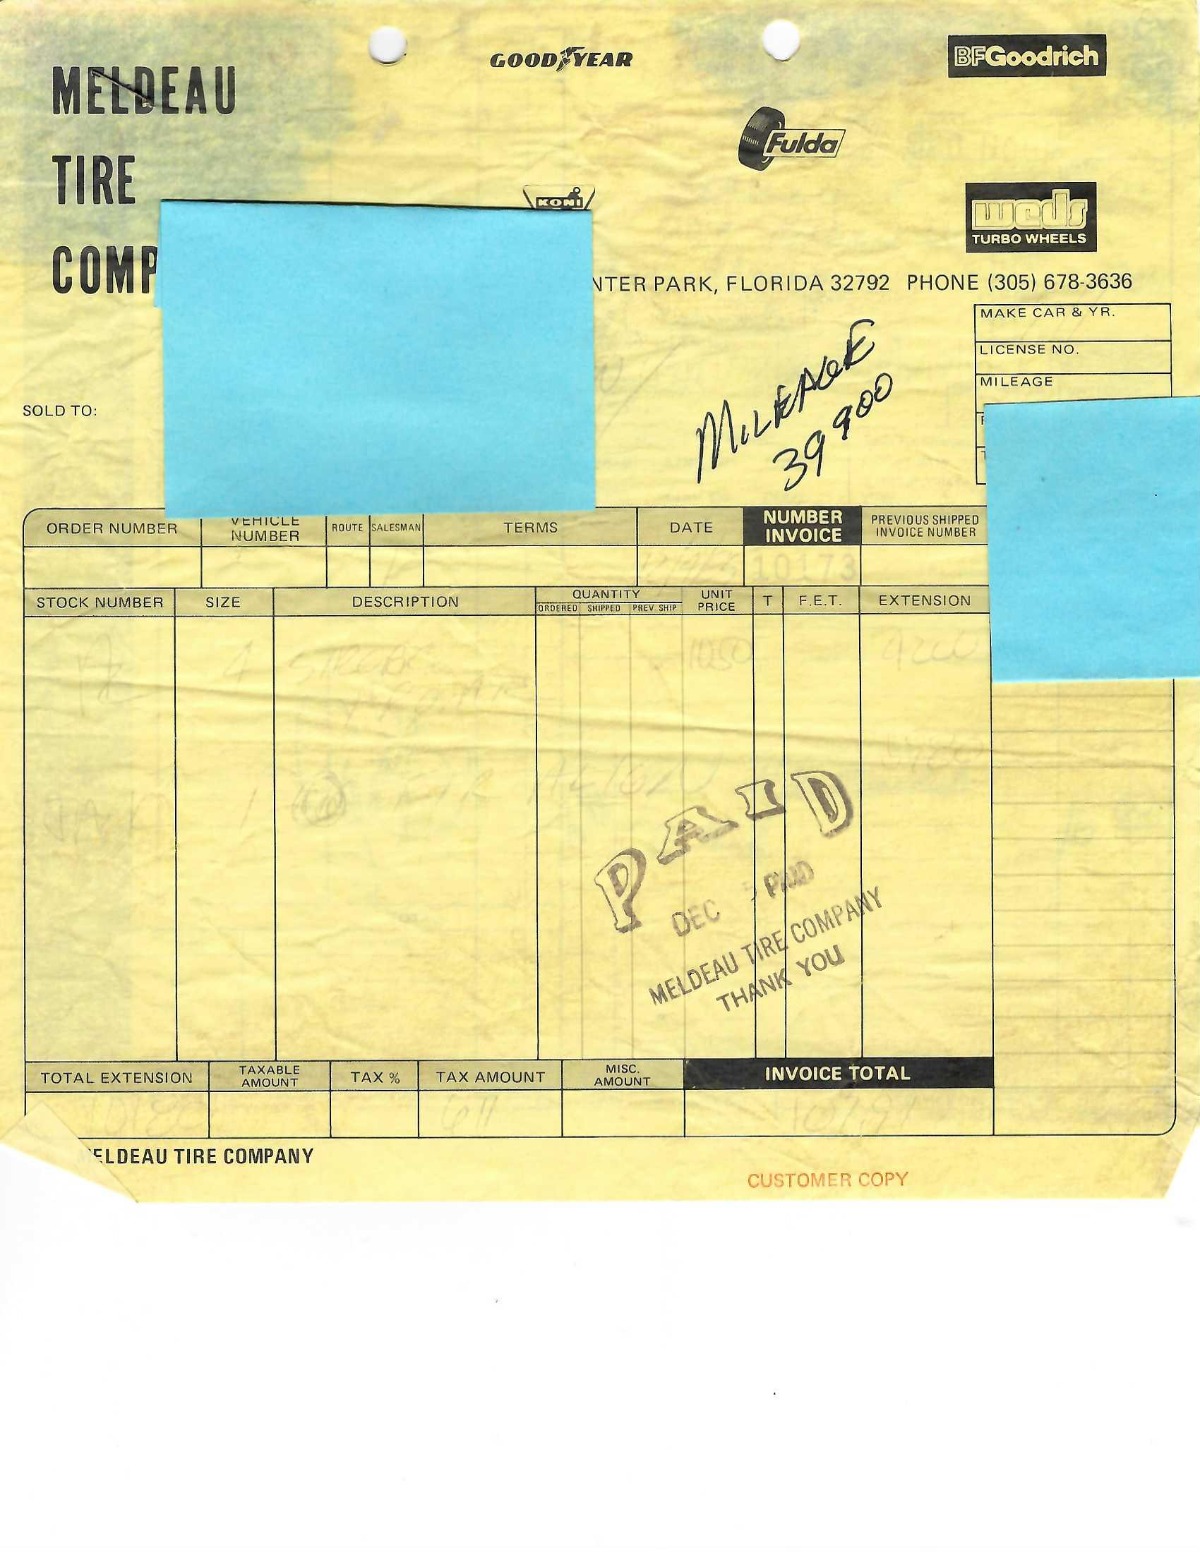 GOODYEAR
BFGoodrich
MELDEAU
TIRE
Fulda
KONI
weds
TURBO WHEELS
COMP
NTER PARK, FLORIDA 32792 PHONE (305) 678-3636
MAKE CAR & YR.
LICENSE NO.
MILEAGE
MILEAGE
39900
SOLD TO:
ORDER NUMBER VEHICLE NUMBER ROUTE SALESMAN TERMS DATE NUMBER INVOICE PREVIOUS SHIPPED INVOICE NUMBER
10173
STOCK NUMBER SIZE DESCRIPTION QUANTITY ORDERED SHIPPED PREV. SHIP UNIT PRICE T F.E.T. EXTENSION
4 1050 4200
1
PAID
DEC PAID
MELDEAU TIRE COMPANY
THANK YOU
TOTAL EXTENSION TAXABLE AMOUNT TAX % TAX AMOUNT MISC. AMOUNT INVOICE TOTAL
ELDEAU TIRE COMPANY
CUSTOMER COPY